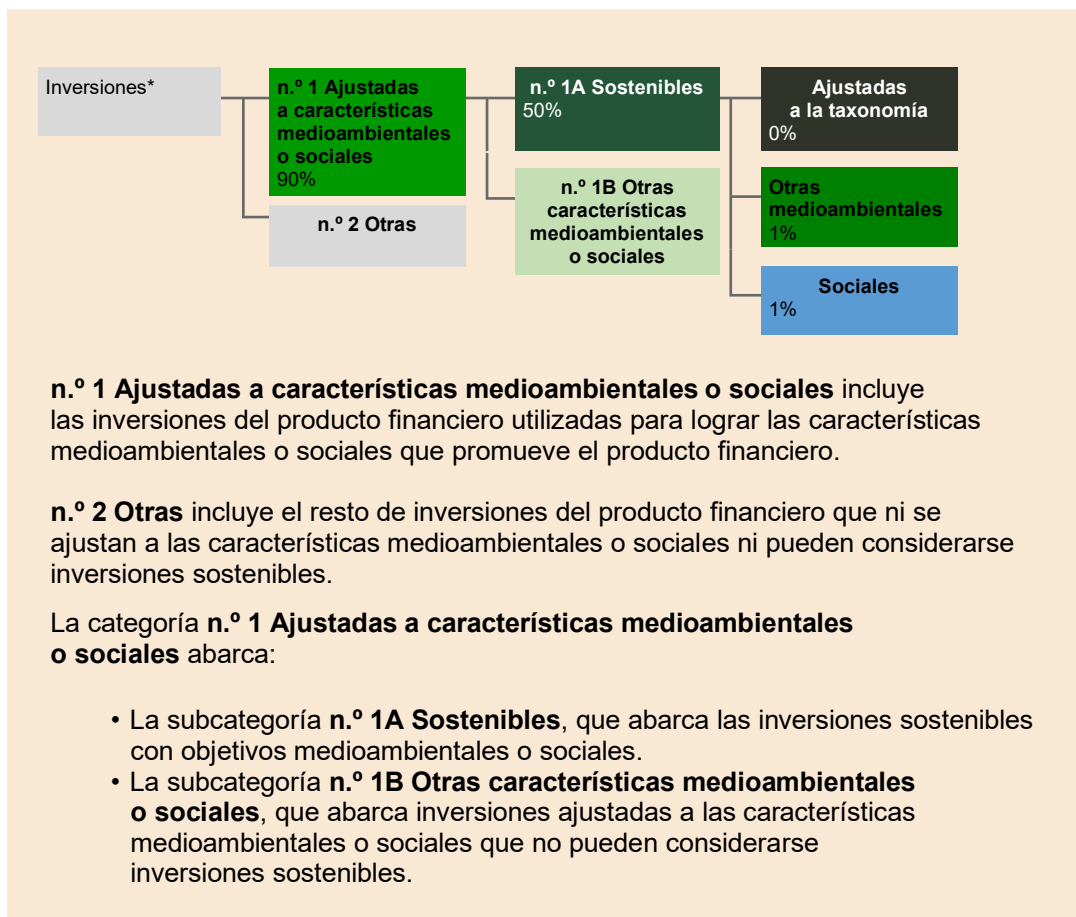 Inversiones*
n.º 1 Ajustadas
a características
medioambientales
o sociales
90%
n.º 2 Otras
n.º 1A Sostenibles
50%
n.º 1B Otras
características
medioambientales
o sociales
Ajustadas
a la taxonomía
0%
Otras
medioambientales
1%
Sociales
1%
n.º 1 Ajustadas a características medioambientales o sociales incluye
las inversiones del producto financiero utilizadas para lograr las características
medioambientales o sociales que promueve el producto financiero.
n.º 2 Otras incluye el resto de inversiones del producto financiero que ni se
ajustan a las características medioambientales o sociales ni pueden considerarse
inversiones sostenibles.
La categoría n.º 1 Ajustadas a características medioambientales
o sociales abarca:
• La subcategoría n.º 1A Sostenibles, que abarca las inversiones sostenibles
con objetivos medioambientales o sociales.
• La subcategoría n.º 1B Otras características medioambientales
o sociales, que abarca inversiones ajustadas a las características
medioambientales o sociales que no pueden considerarse
inversiones sostenibles.